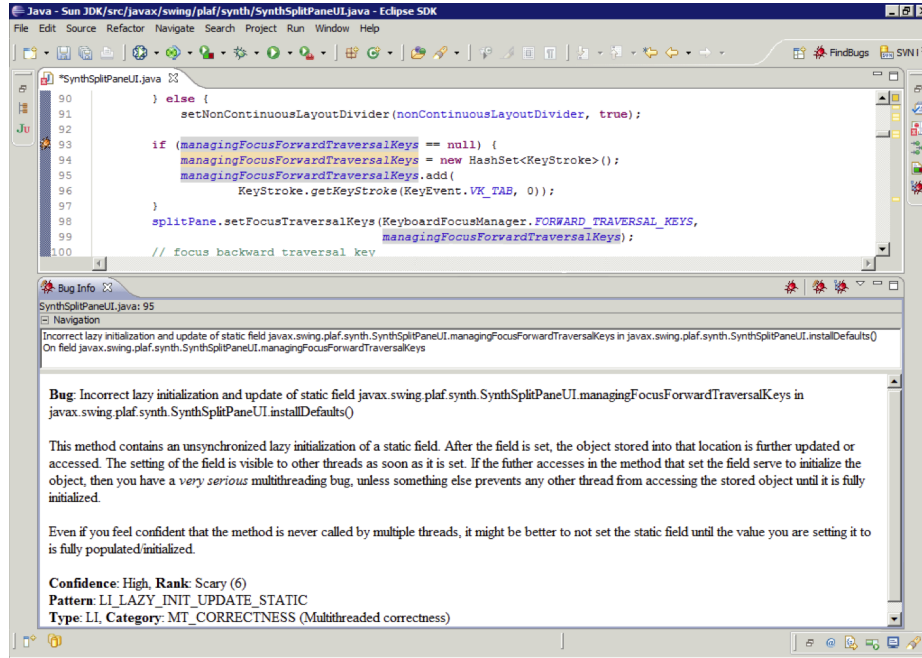 Java - Sun JDK/src/javax/swing/plaf/synth/SynthSplitPaneUI.java - Eclipse SDK
File Edit Source Refactor Navigate Search Project Run Window Help
FindBugs SVN
*SynthSplitPaneUI.java
90 } else {
91 setNonContinuousLayoutDivider(nonContinuousLayoutDivider, true);
92
93 if (managingFocusForwardTraversalKeys == null) {
94 managingFocusForwardTraversalKeys = new HashSet<KeyStroke>();
95 managingFocusForwardTraversalKeys.add(
96 KeyStroke.getKeyStroke(KeyEvent.VK_TAB, 0));
97 }
98 splitPane.setFocusTraversalKeys(KeyboardFocusManager.FORWARD_TRAVERSAL_KEYS,
99 managingFocusForwardTraversalKeys);
100 // focus backward traversal key
Ju
Bug Info
SynthSplitPaneUI.java: 95
Navigation
Incorrect lazy initialization and update of static field javax.swing.plaf.synth.SynthSplitPaneUI.managingFocusForwardTraversalKeys in javax.swing.plaf.synth.SynthSplitPaneUI.installDefaults()
On field javax.swing.plaf.synth.SynthSplitPaneUI.managingFocusForwardTraversalKeys
Bug: Incorrect lazy initialization and update of static field javax.swing.plaf.synth.SynthSplitPaneUI.managingFocusForwardTraversalKeys in
javax.swing.plaf.synth.SynthSplitPaneUI.installDefaults()
This method contains an unsynchronized lazy initialization of a static field. After the field is set, the object stored into that location is further updated or
accessed. The setting of the field is visible to other threads as soon as it is set. If the futher accesses in the method that set the field serve to initialize the
object, then you have a very serious multithreading bug, unless something else prevents any other thread from accessing the stored object until it is fully
initialized.
Even if you feel confident that the method is never called by multiple threads, it might be better to not set the static field until the value you are setting it to
is fully populated/initialized.
Confidence: High, Rank: Scary (6)
Pattern: LI_LAZY_INIT_UPDATE_STATIC
Type: LI, Category: MT_CORRECTNESS (Multithreaded correctness)